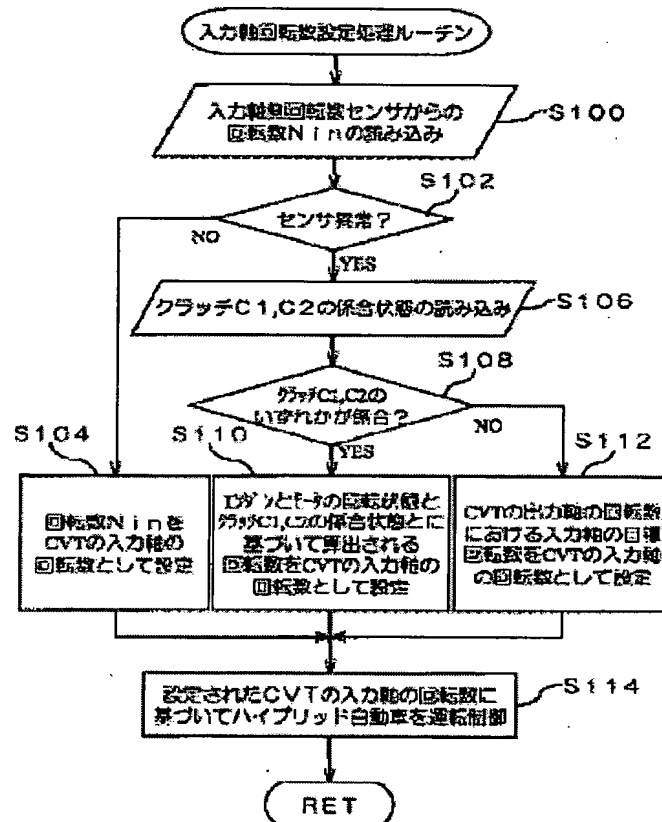 入力軸回転数設定処理ルーチン
入力軸側回転数センサからの
回転数Ninの読み込み
S100
S102
センサ異常？
NO
YES
クラッチC1,C2の係合状態の読み込み
S106
S108
クラッチC1,C2の
いずれかが係合？
S104
S110
YES
NO
S112
回転数Ninを
CVTの入力軸の
回転数として設定
エンジンとモータの回転状態と
クラッチC1,C2の係合状態とに
基づいて算出される
回転数をCVTの入力軸の
回転数として設定
CVTの出力軸の回転数
における入力軸の目標
回転数をCVTの入力軸
の回転数として設定
設定されたCVTの入力軸の回転数に
基づいてハイブリッド自動車を運転制御
S114
RET